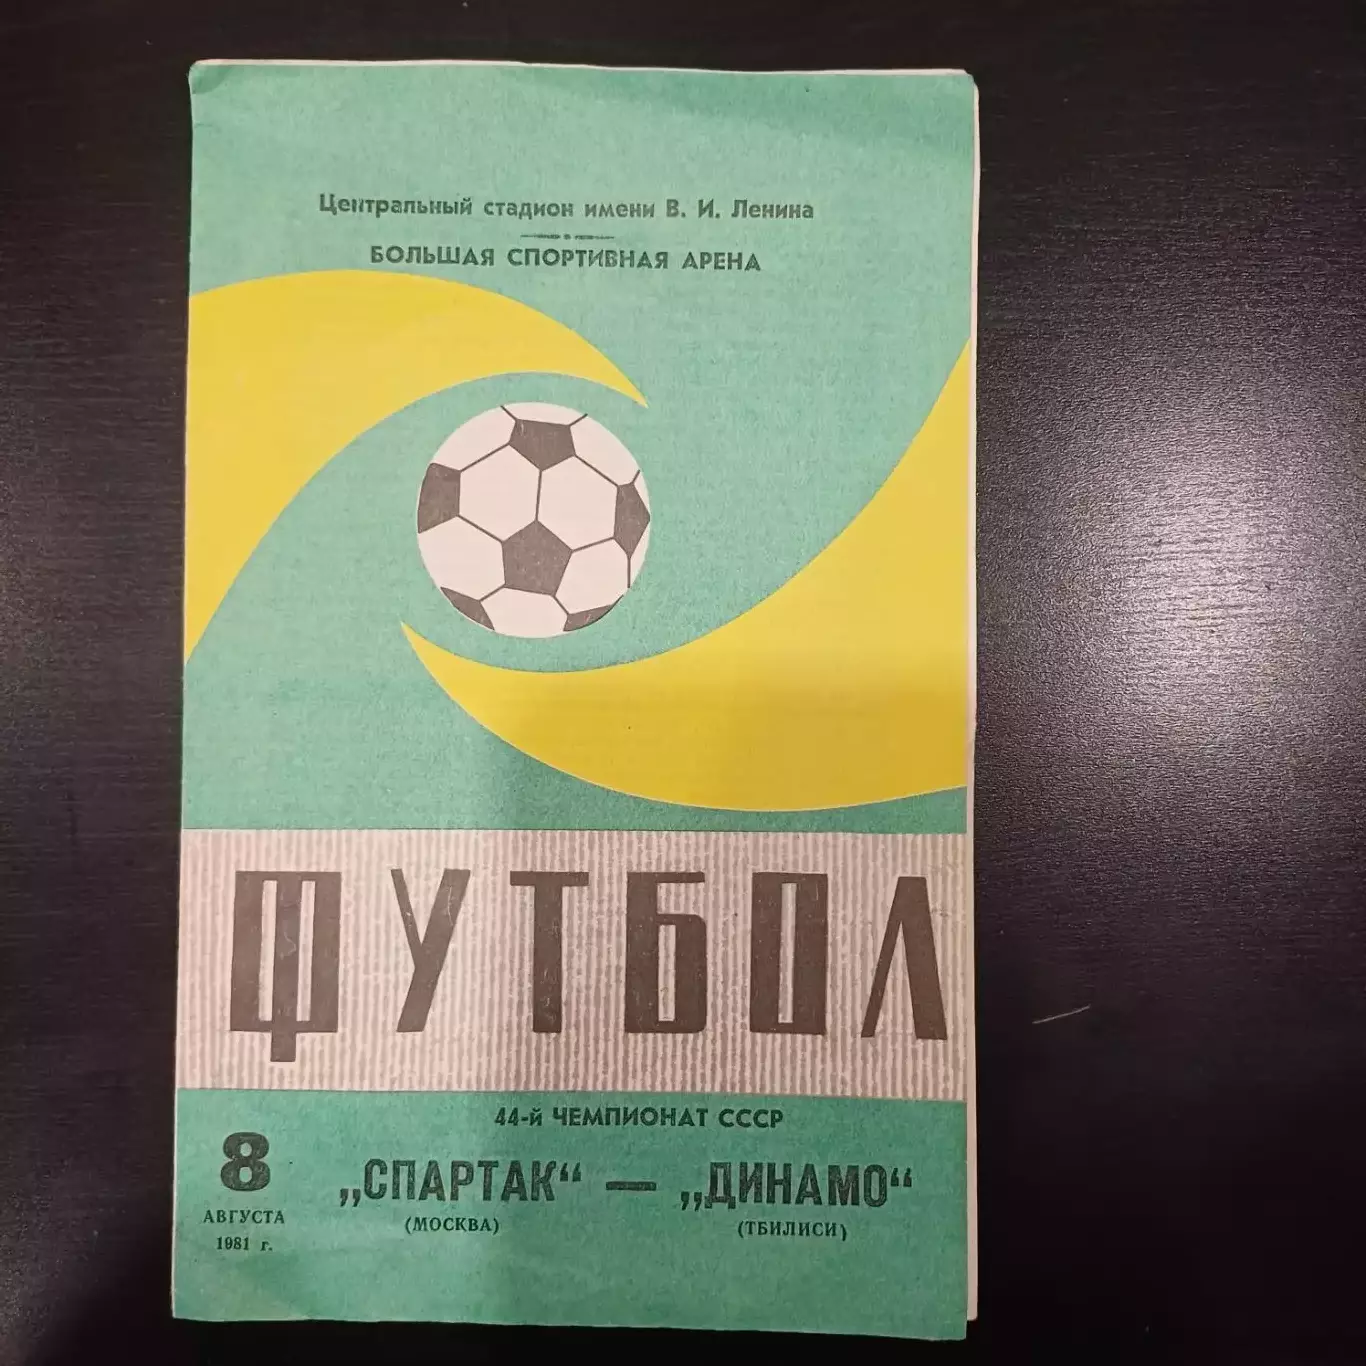 Центральный стадион имени В. И. Ленина
БОЛЬШАЯ СПОРТИВНАЯ АРЕНА
ФУТБОЛ
44-й ЧЕМПИОНАТ СССР
8
АВГУСТА
1981 г.
„СПАРТАК“ — „ДИНАМО“
(МОСКВА) (ТБИЛИСИ)